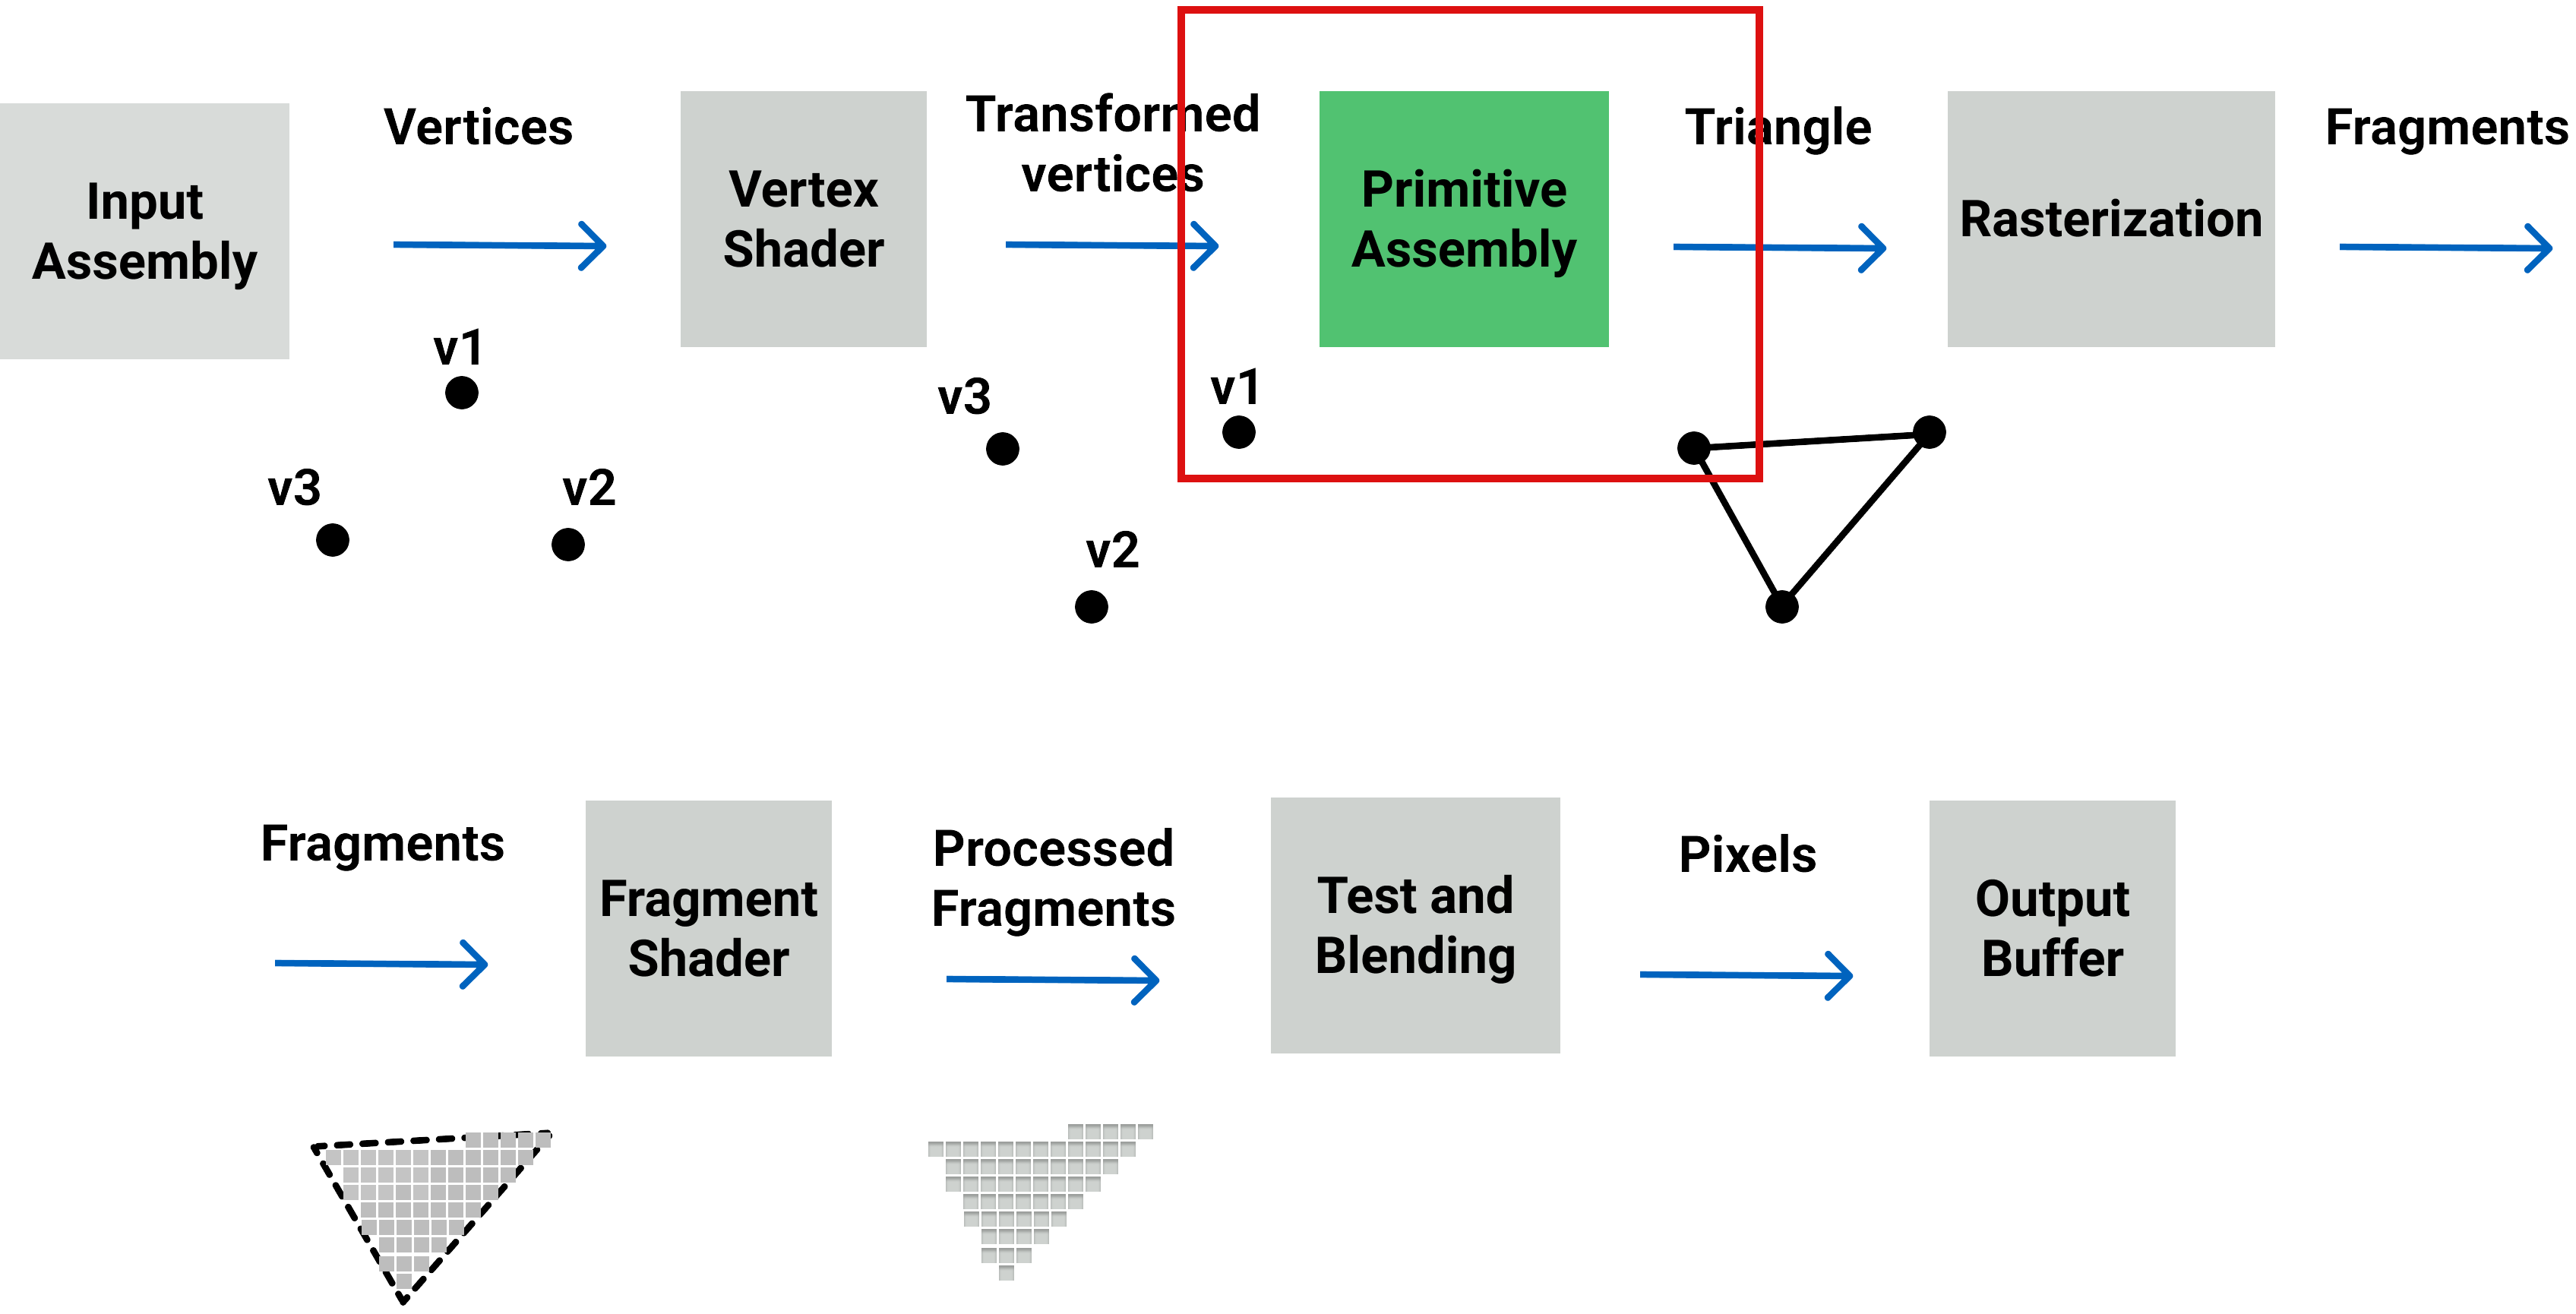 Input
Assembly
Vertices
Vertex
Shader
Transformed
vertices
Primitive
Assembly
Triangle
Rasterization
Fragments
v1
v3
v2
v3
v1
v2
Fragments
Fragment
Shader
Processed
Fragments
Test and
Blending
Pixels
Output
Buffer